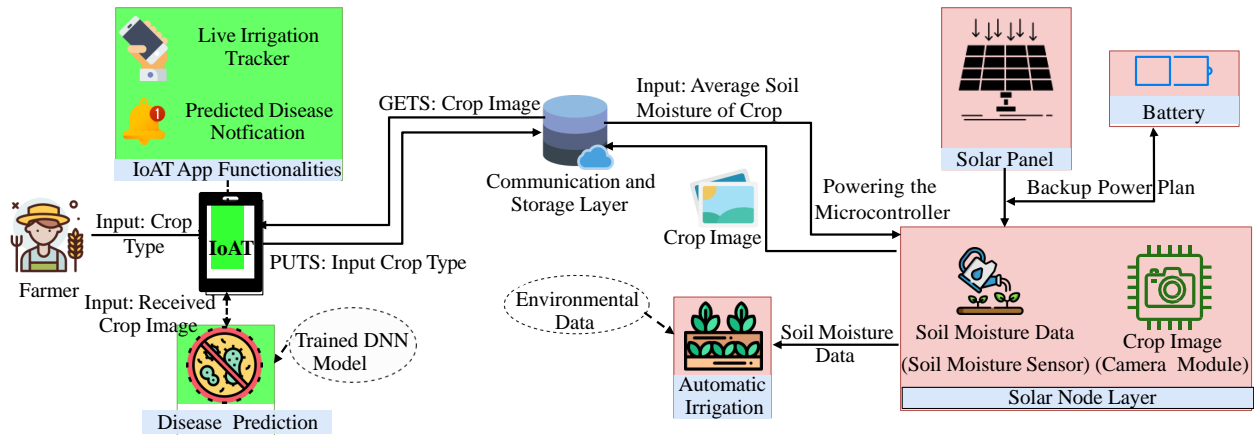 Live Irrigation
Tracker
1
Predicted Disease
Notfication
IoAT App Functionalities
Farmer
Input: Crop
Type
IoAT
GETS: Crop Image
PUTS: Input Crop Type
Input: Received
Crop Image
Trained DNN
Model
Disease Prediction
Communication and
Storage Layer
Input: Average Soil
Moisture of Crop
Crop Image
Powering the
Microcontroller
Solar Panel
Battery
Backup Power Plan
Environmental
Data
Automatic
Irrigation
Soil Moisture
Data
Soil Moisture Data
(Soil Moisture Sensor)
Crop Image
(Camera Module)
Solar Node Layer